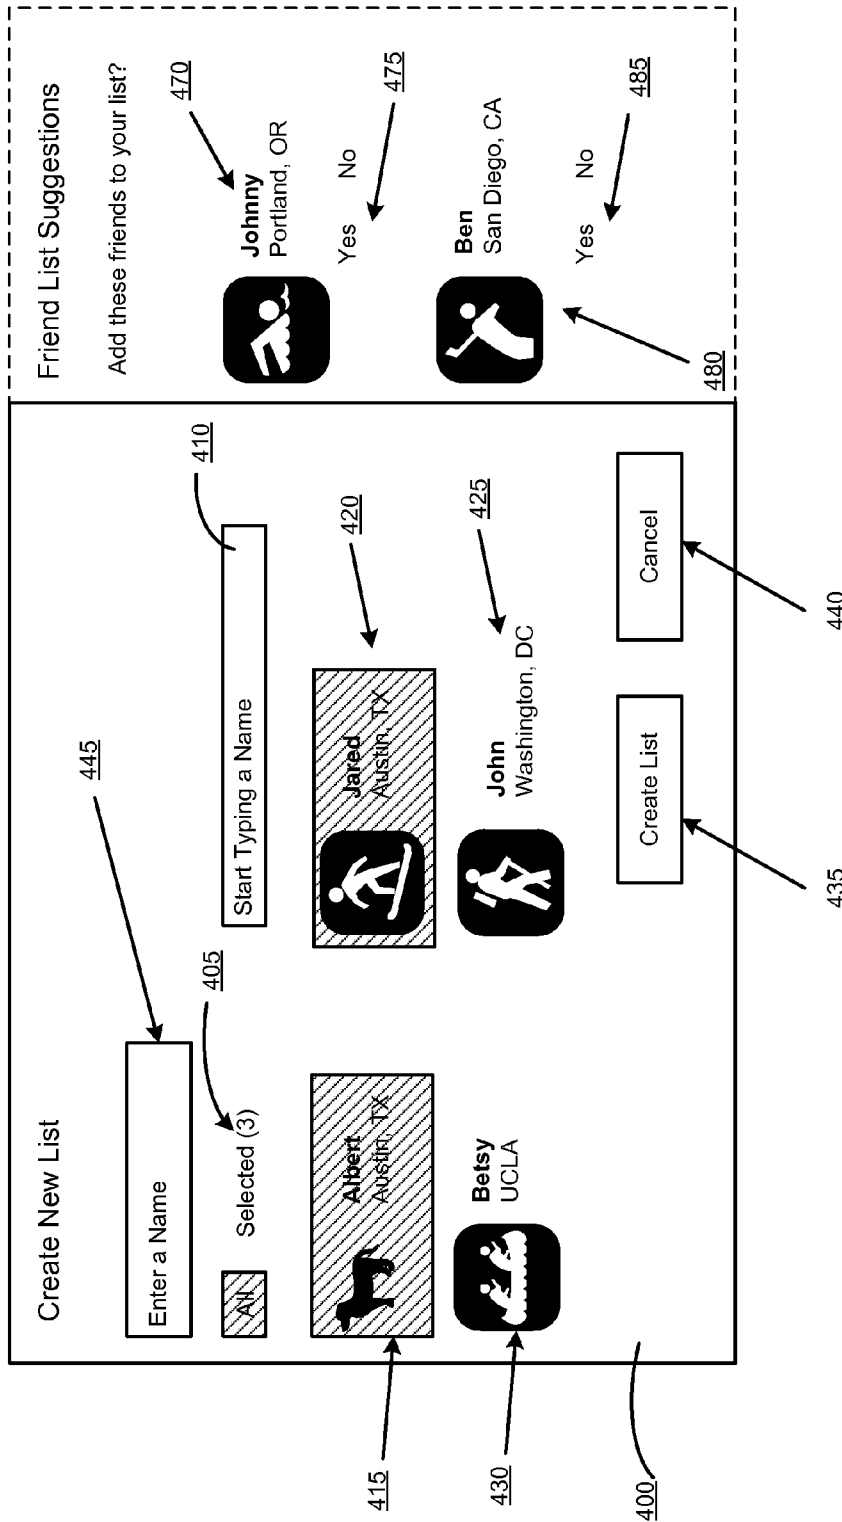 Create New List
Enter a Name
445
All
Selected (3)
405
Start Typing a Name
410
Albert
Austin, TX
415
Jared
Austin, TX
420
Betsy
UCLA
430
John
Washington, DC
425
Create List
435
Cancel
440
400
Friend List Suggestions
Add these friends to your list?
Johnny
Portland, OR
470
Yes No
475
Ben
San Diego, CA
480
Yes No
485